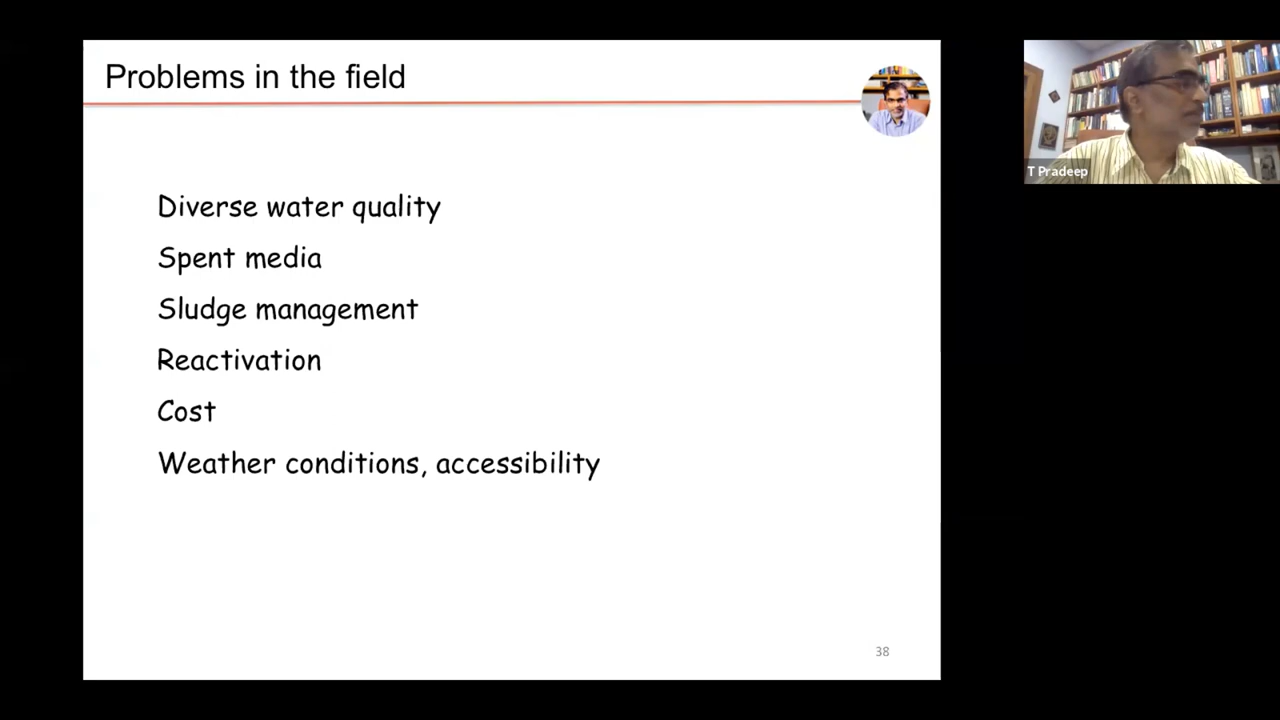 Problems in the field
T Pradeep
Diverse water quality
Spent media
Sludge management
Reactivation
Cost
Weather conditions, accessibility
38